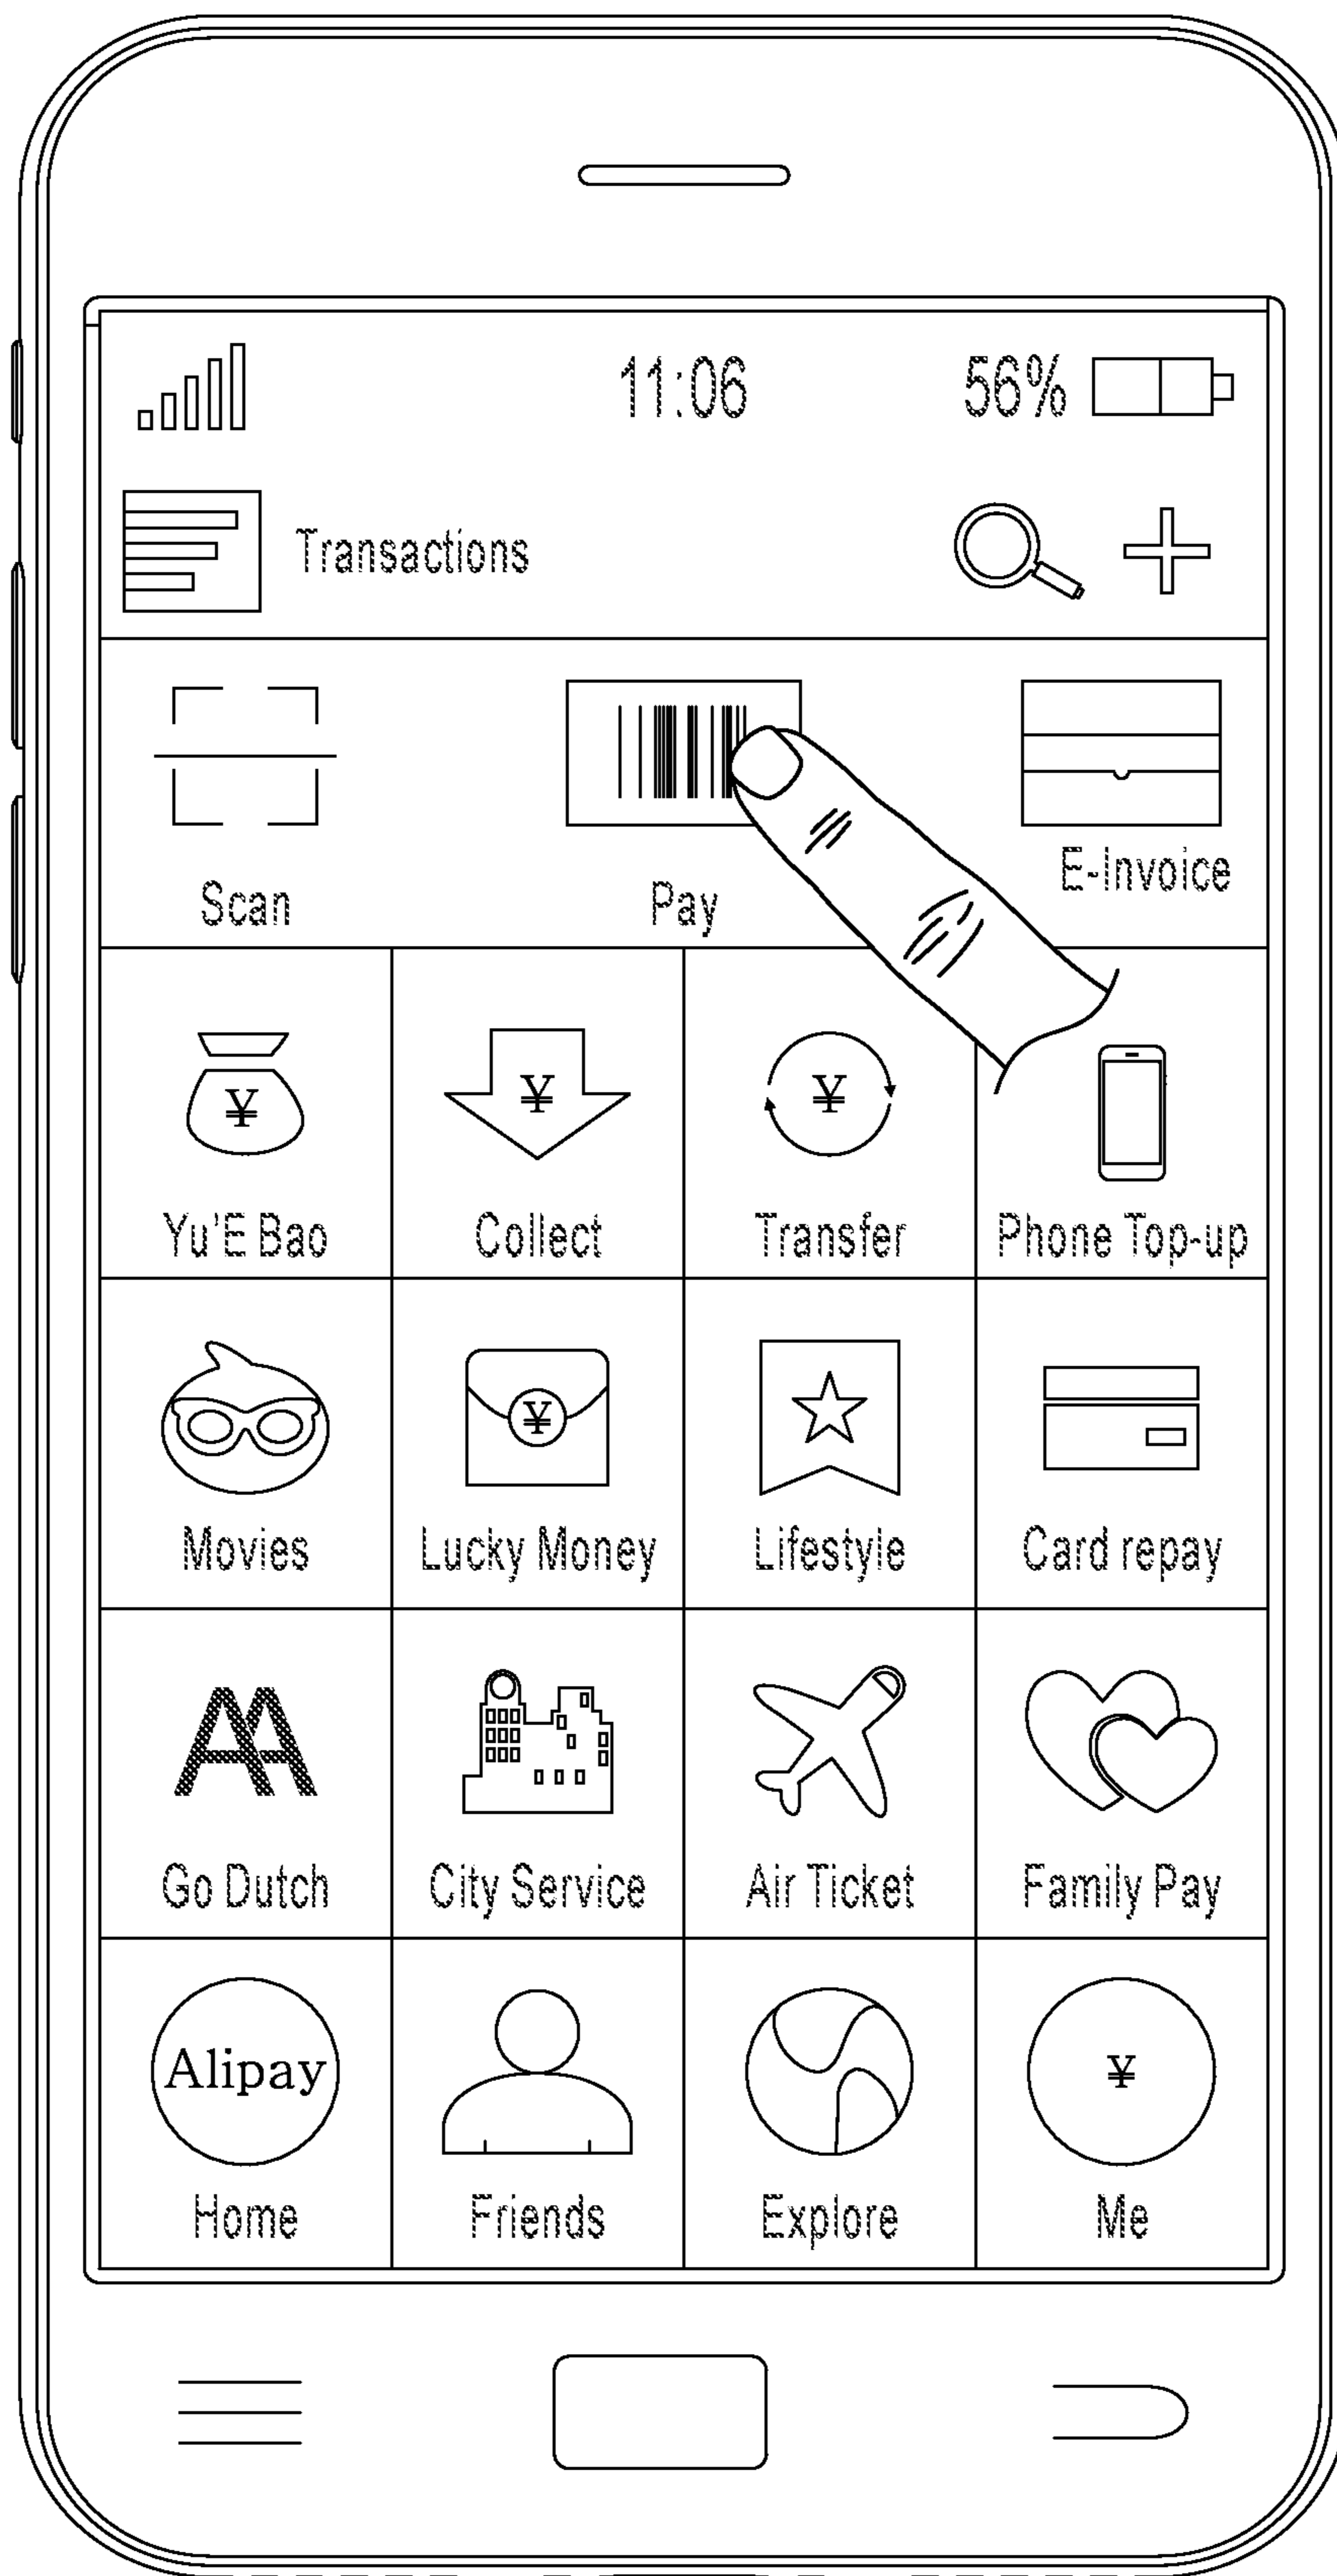 11:06 56%
Transactions
Scan Pay E-Invoice
¥ ¥ ¥
Yu'E Bao Collect Transfer Phone Top-up
¥
Movies Lucky Money Lifestyle Card repay
AA
Go Dutch City Service Air Ticket Family Pay
Alipay ¥
Home Friends Explore Me